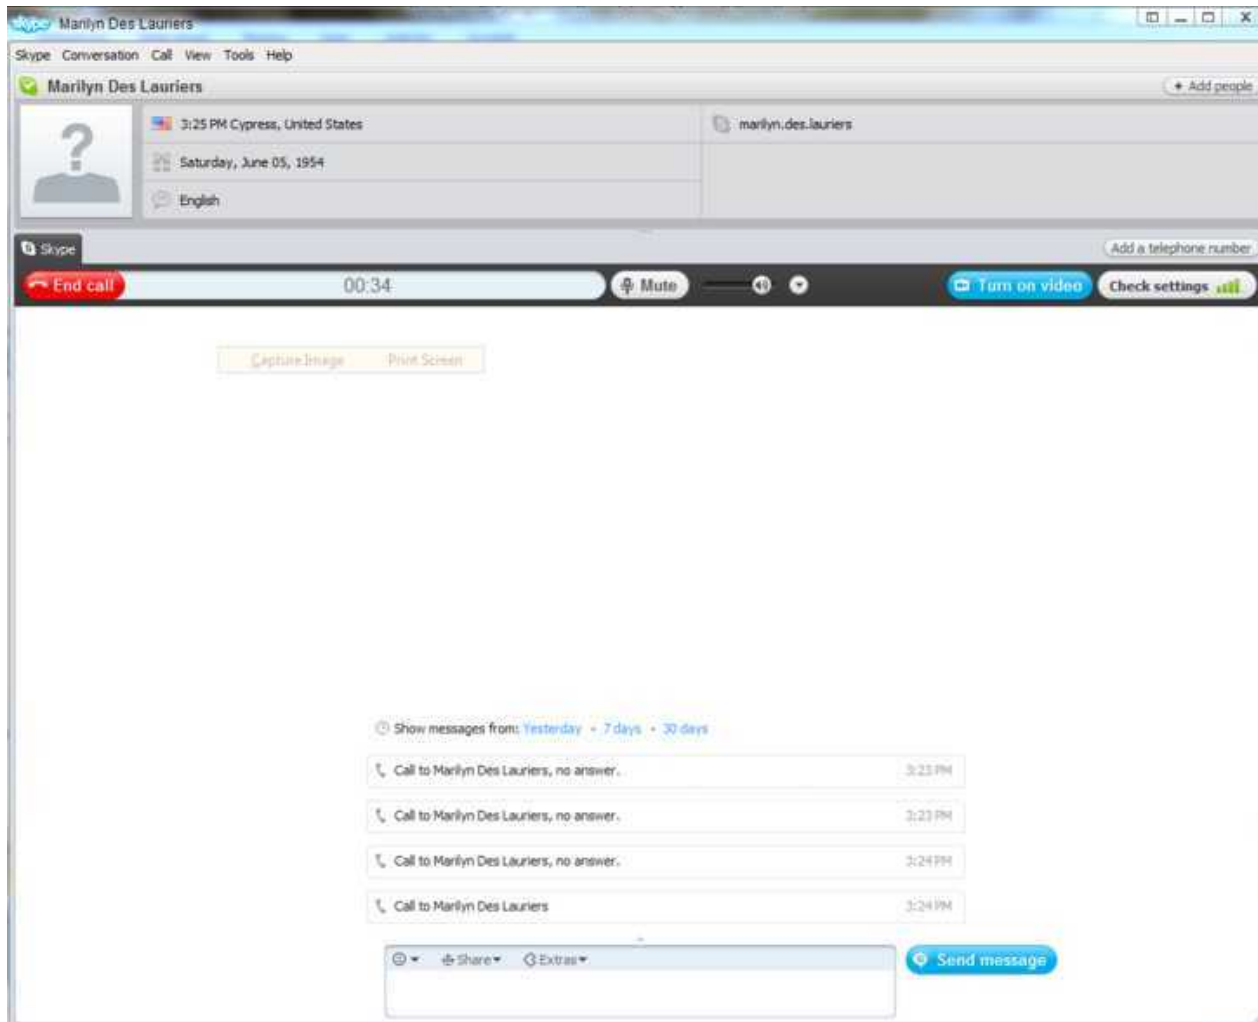 skype Marilyn Des Lauriers
Skype Conversation Call View Tools Help
Marilyn Des Lauriers + Add people
3:25 PM Cypress, United States marilyn.des.lauriers
Saturday, June 05, 1954
English
Skype Add a telephone number
End call 00:34 Mute Turn on video Check settings
Capture Image Print Screen
Show messages from: Yesterday • 7 days • 30 days
Call to Marilyn Des Lauriers, no answer. 3:23 PM
Call to Marilyn Des Lauriers, no answer. 3:23 PM
Call to Marilyn Des Lauriers, no answer. 3:24 PM
Call to Marilyn Des Lauriers 3:24 PM
Share Extras Send message